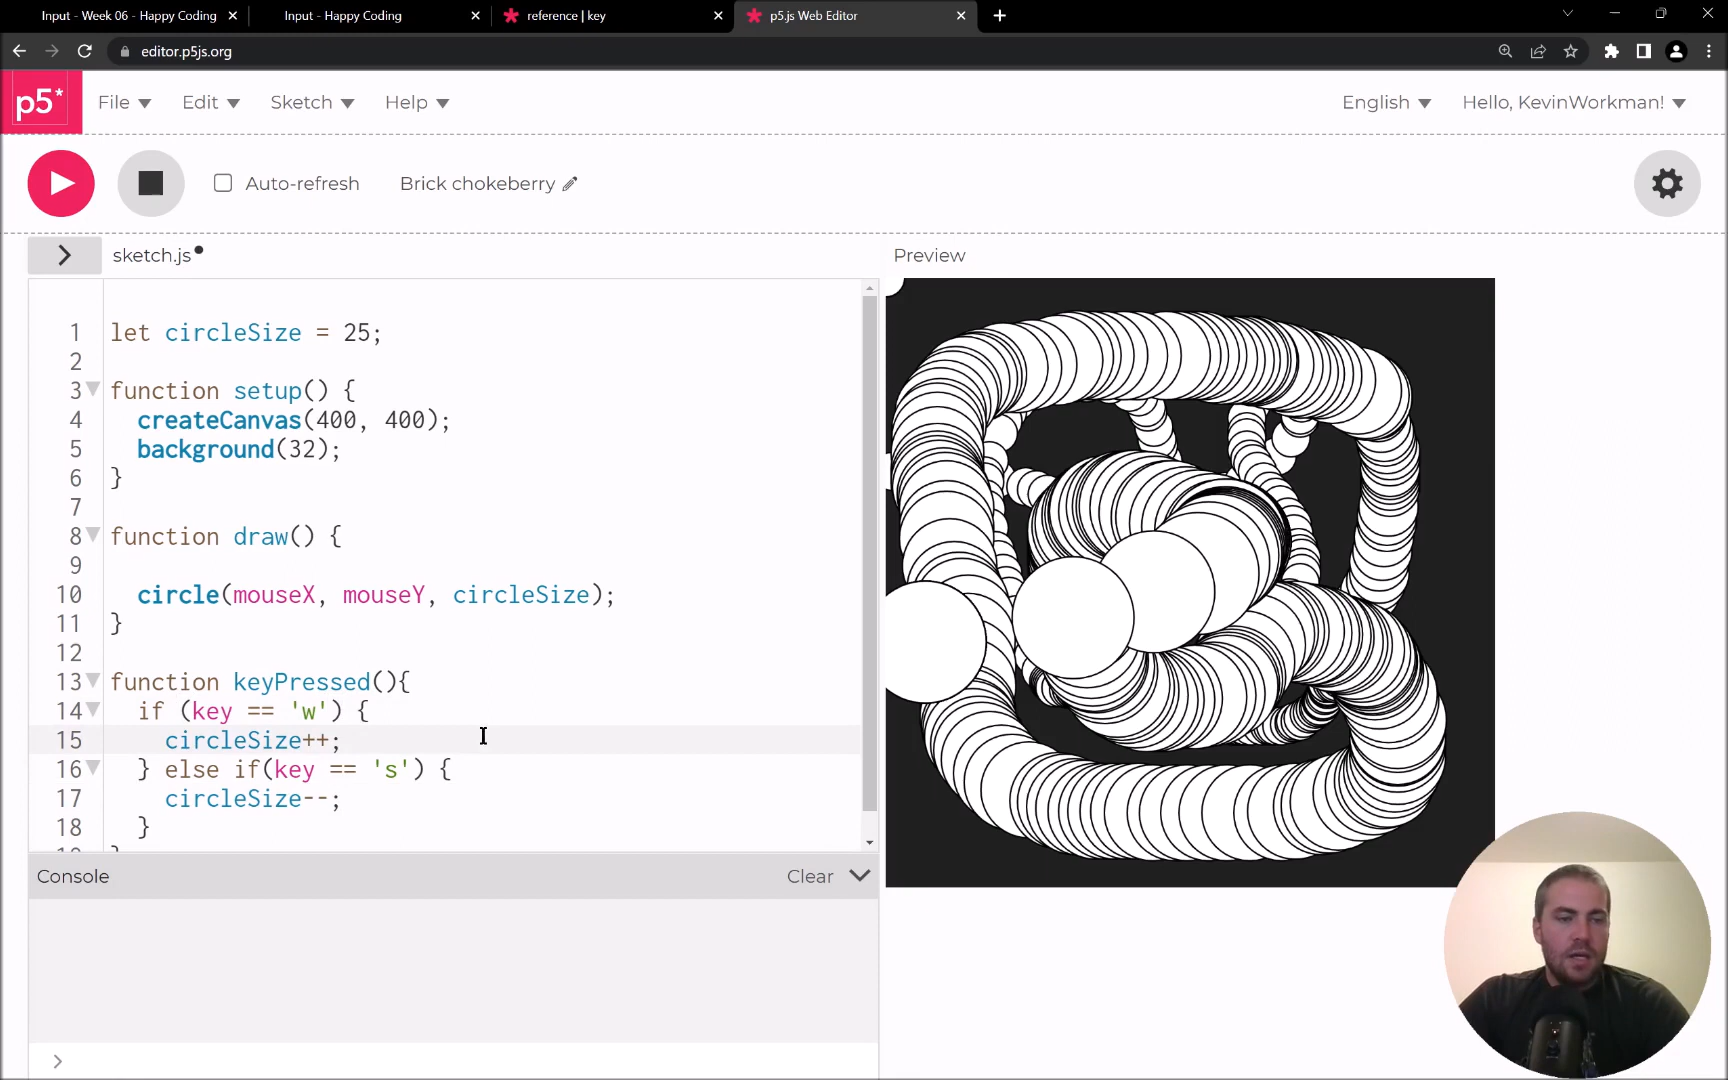 Input - Week 06 - Happy Coding
Input - Happy Coding
reference | key
p5.js Web Editor
editor.p5js.org
p5*
File
Edit
Sketch
Help
English
Hello, KevinWorkman!
Auto-refresh
Brick chokeberry
sketch.js
Preview
1 let circleSize = 25;
2
3 function setup() {
4 createCanvas(400, 400);
5 background(32);
6 }
7
8 function draw() {
9
10 circle(mouseX, mouseY, circleSize);
11 }
12
13 function keyPressed(){
14 if (key == 'w') {
15 circleSize++;
16 } else if(key == 's') {
17 circleSize--;
18 }
Console
Clear
>